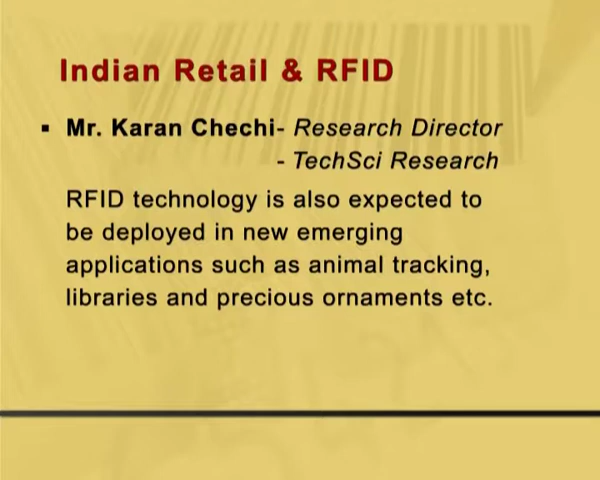 Indian Retail & RFID
▪ Mr. Karan Chechi- Research Director
- TechSci Research
RFID technology is also expected to
be deployed in new emerging
applications such as animal tracking,
libraries and precious ornaments etc.